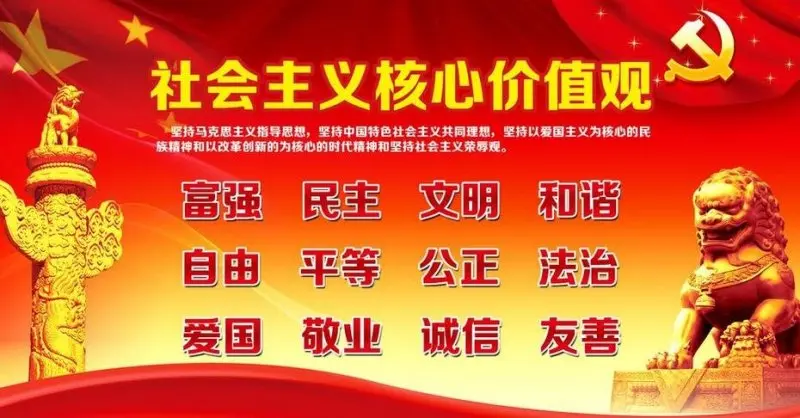 社会主义核心价值观
坚持马克思主义指导思想，坚持中国特色社会主义共同理想，坚持以爱国主义为核心的民
族精神和以改革创新的为核心的时代精神和坚持社会主义荣辱观。
富强 民主 文明 和谐
自由 平等 公正 法治
爱国 敬业 诚信 友善